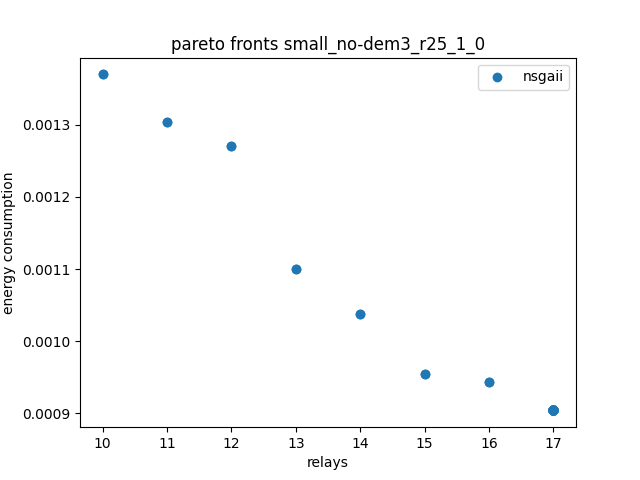 pareto fronts small_no-dem3_r25_1_0
nsgaii
energy consumption
0.0013
0.0012
0.0011
0.0010
0.0009
10 11 12 13 14 15 16 17
relays